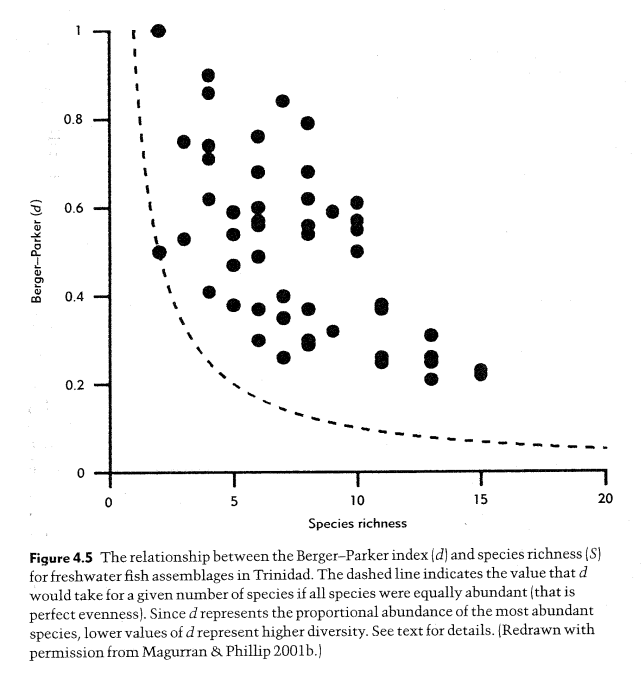 1
0.8
0.6
0.4
0.2
0
Berger–Parker (d)
0 5 10 15 20
Species richness
Figure 4.5 The relationship between the Berger–Parker index (d) and species richness (S)
for freshwater fish assemblages in Trinidad. The dashed line indicates the value that d
would take for a given number of species if all species were equally abundant (that is
perfect evenness). Since d represents the proportional abundance of the most abundant
species, lower values of d represent higher diversity. See text for details. (Redrawn with
permission from Magurran & Phillip 2001b.)